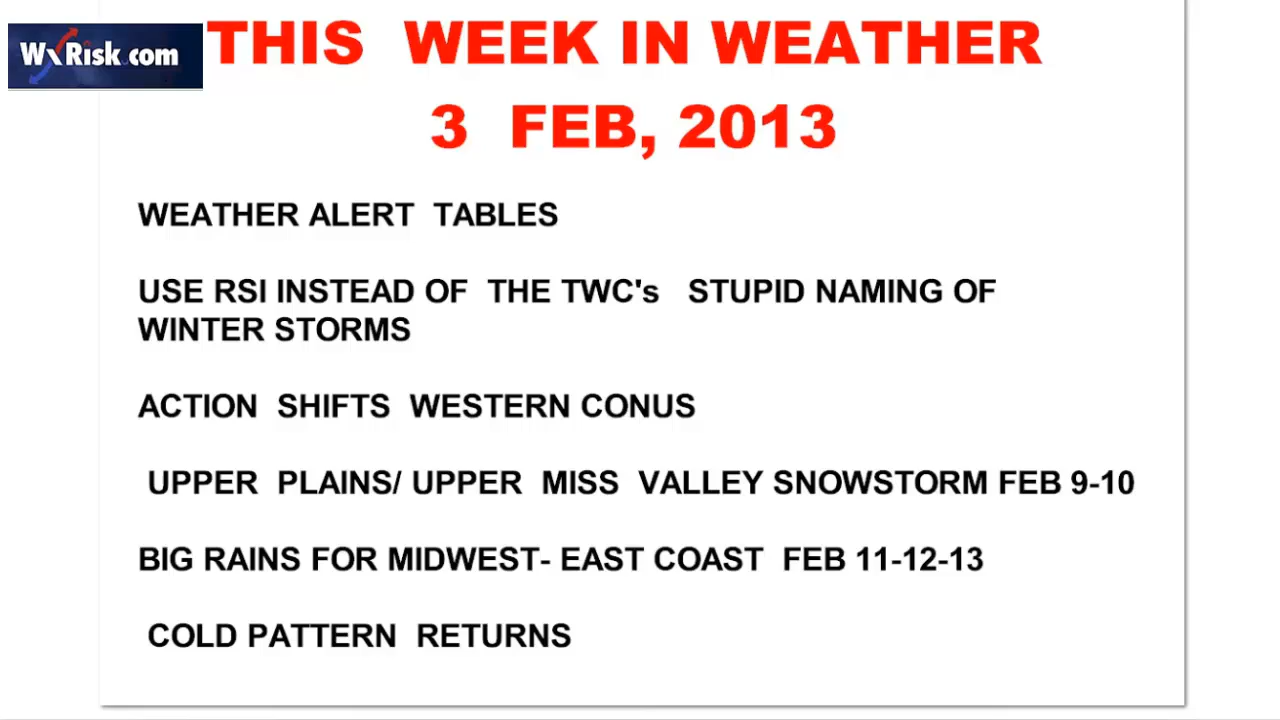 WxRisk.com
THIS WEEK IN WEATHER
3 FEB, 2013
WEATHER ALERT TABLES
USE RSI INSTEAD OF THE TWC's STUPID NAMING OF
WINTER STORMS
ACTION SHIFTS WESTERN CONUS
UPPER PLAINS/ UPPER MISS VALLEY SNOWSTORM FEB 9-10
BIG RAINS FOR MIDWEST- EAST COAST FEB 11-12-13
COLD PATTERN RETURNS